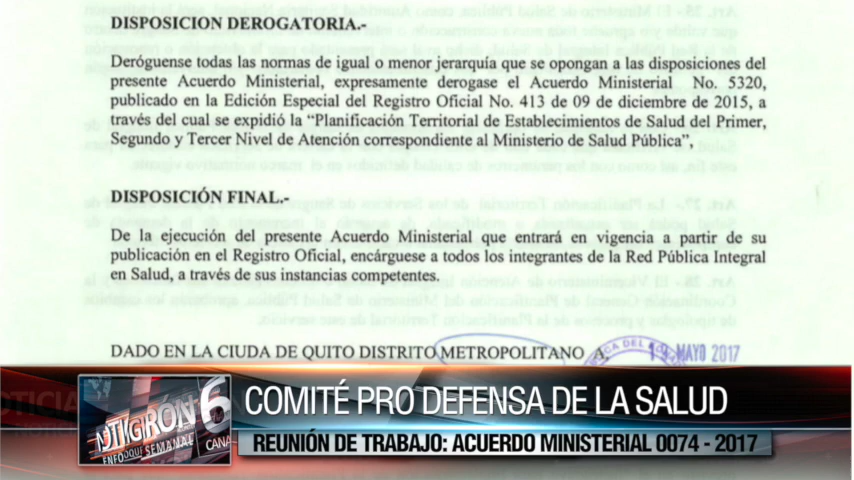 DISPOSICION DEROGATORIA.-
Deróguense todas las normas de igual o menor jerarquía que se opongan a las disposiciones del
presente Acuerdo Ministerial, expresamente derogase el Acuerdo Ministerial No. 5320,
publicado en la Edición Especial del Registro Oficial No. 413 de 09 de diciembre de 2015, a
través del cual se expidió la “Planificación Territorial de Establecimientos de Salud del Primer,
Segundo y Tercer Nivel de Atención correspondiente al Ministerio de Salud Pública”,
DISPOSICIÓN FINAL.-
De la ejecución del presente Acuerdo Ministerial que entrará en vigencia a partir de su
publicación en el Registro Oficial, encárguese a todos los integrantes de la Red Pública Integral
en Salud, a través de sus instancias competentes.
DADO EN LA CIUDA DE QUITO DISTRITO METROPOLITANO A,
MAYO 2017
NOTIGRON 6
ENFOQUE SEMANAL
COMITÉ PRO DEFENSA DE LA SALUD
REUNIÓN DE TRABAJO: ACUERDO MINISTERIAL 0074 - 2017